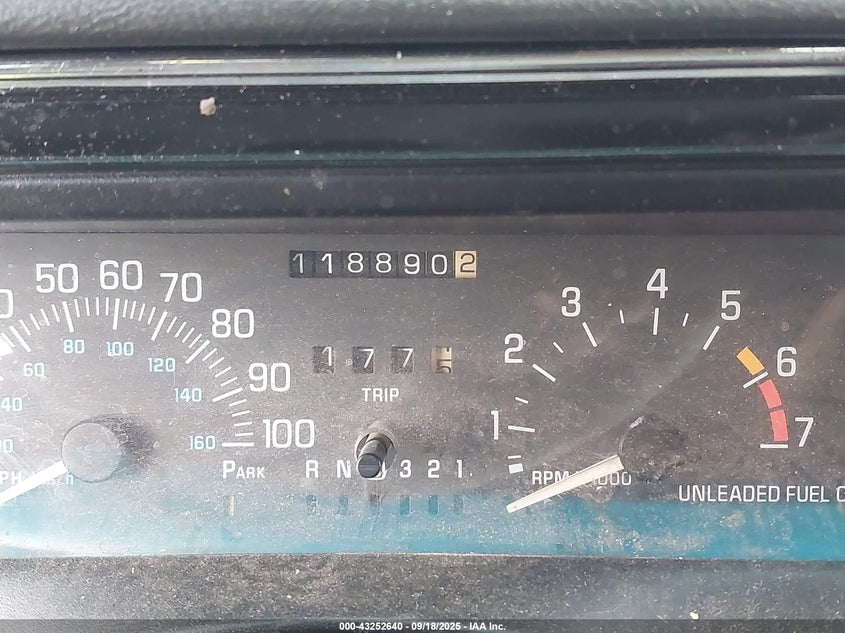 1188902
50 60 70 80 90 100
60 80 100 120 140 160
40
177
TRIP
1 2 3 4 5 6 7
PARK R N 3 2 1
RPM
UNLEADED FUEL
000-43252640 - 09/18/2025 - IAA Inc.